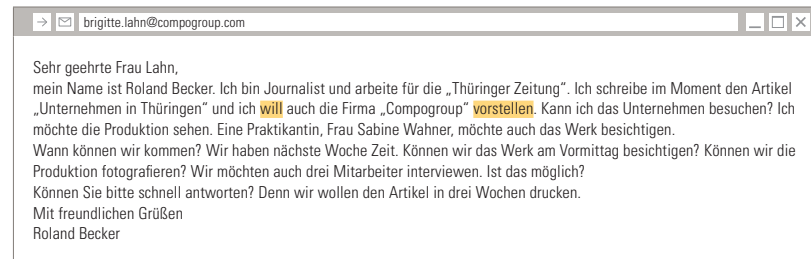 brigitte.lahn@compogroup.com
Sehr geehrte Frau Lahn,
mein Name ist Roland Becker. Ich bin Journalist und arbeite für die „Thüringer Zeitung“. Ich schreibe im Moment den Artikel
„Unternehmen in Thüringen“ und ich will auch die Firma „Compogroup“ vorstellen. Kann ich das Unternehmen besuchen? Ich
möchte die Produktion sehen. Eine Praktikantin, Frau Sabine Wahner, möchte auch das Werk besichtigen.
Wann können wir kommen? Wir haben nächste Woche Zeit. Können wir das Werk am Vormittag besichtigen? Können wir die
Produktion fotografieren? Wir möchten auch drei Mitarbeiter interviewen. Ist das möglich?
Können Sie bitte schnell antworten? Denn wir wollen den Artikel in drei Wochen drucken.
Mit freundlichen Grüßen
Roland Becker